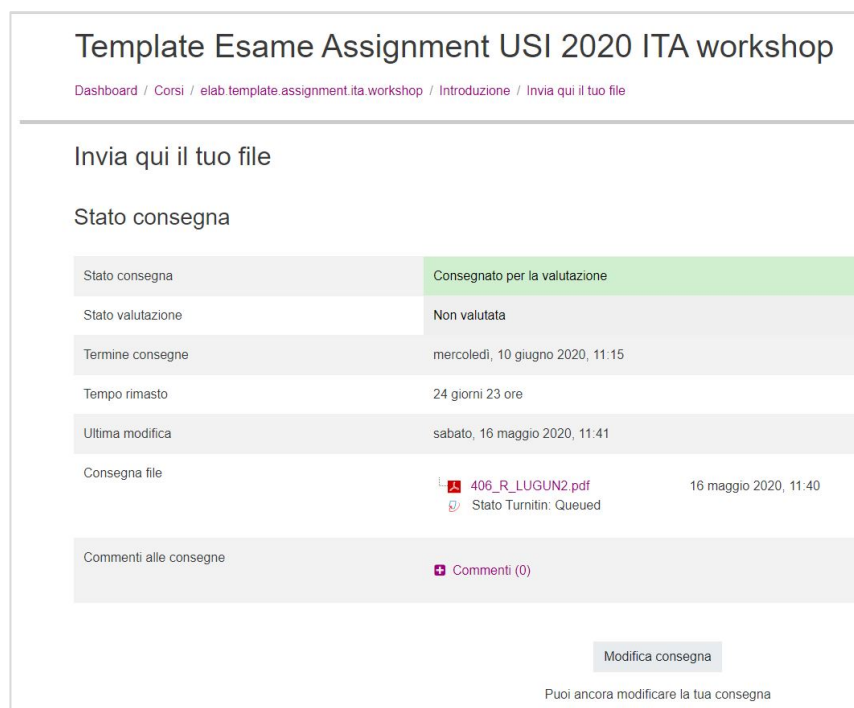 Template Esame Assignment USI 2020 ITA workshop
Dashboard / Corsi / elab.template.assignment.ita.workshop / Introduzione / Invia qui il tuo file
Invia qui il tuo file
Stato consegna
Stato consegna Consegnato per la valutazione
Stato valutazione Non valutata
Termine consegne mercoledì, 10 giugno 2020, 11:15
Tempo rimasto 24 giorni 23 ore
Ultima modifica sabato, 16 maggio 2020, 11:41
Consegna file
406_R_LUGUN2.pdf 16 maggio 2020, 11:40
Stato Turnitin: Queued
Commenti alle consegne
Commenti (0)
Modifica consegna
Puoi ancora modificare la tua consegna